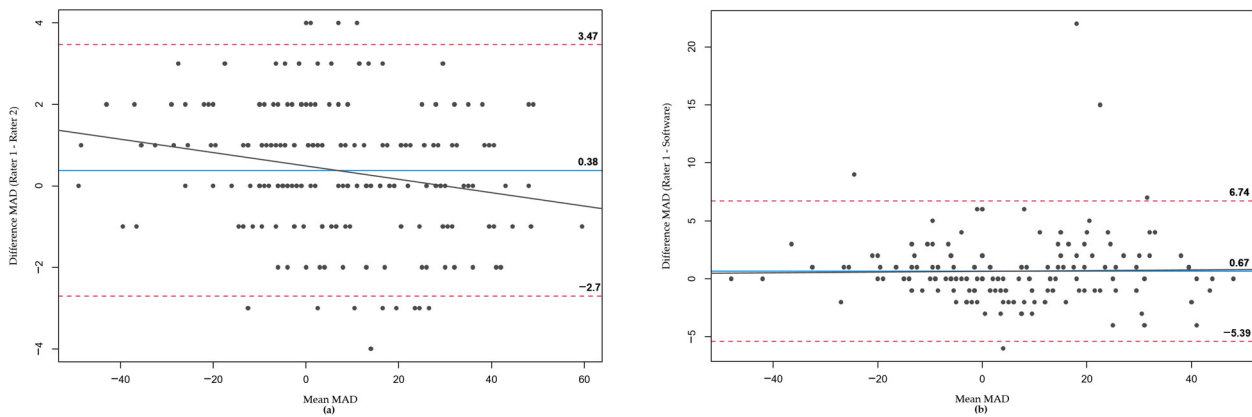 4
3.47
2
0.38
0
−2
−2.7
−4
Difference MAD (Rater 1 - Rater 2)
−40 −20 0 20 40 60
Mean MAD
(a)
20
15
10
6.74
5
0.67
0
−5.39
−5
Difference MAD (Rater 1 - Software)
−40 −20 0 20 40
Mean MAD
(b)